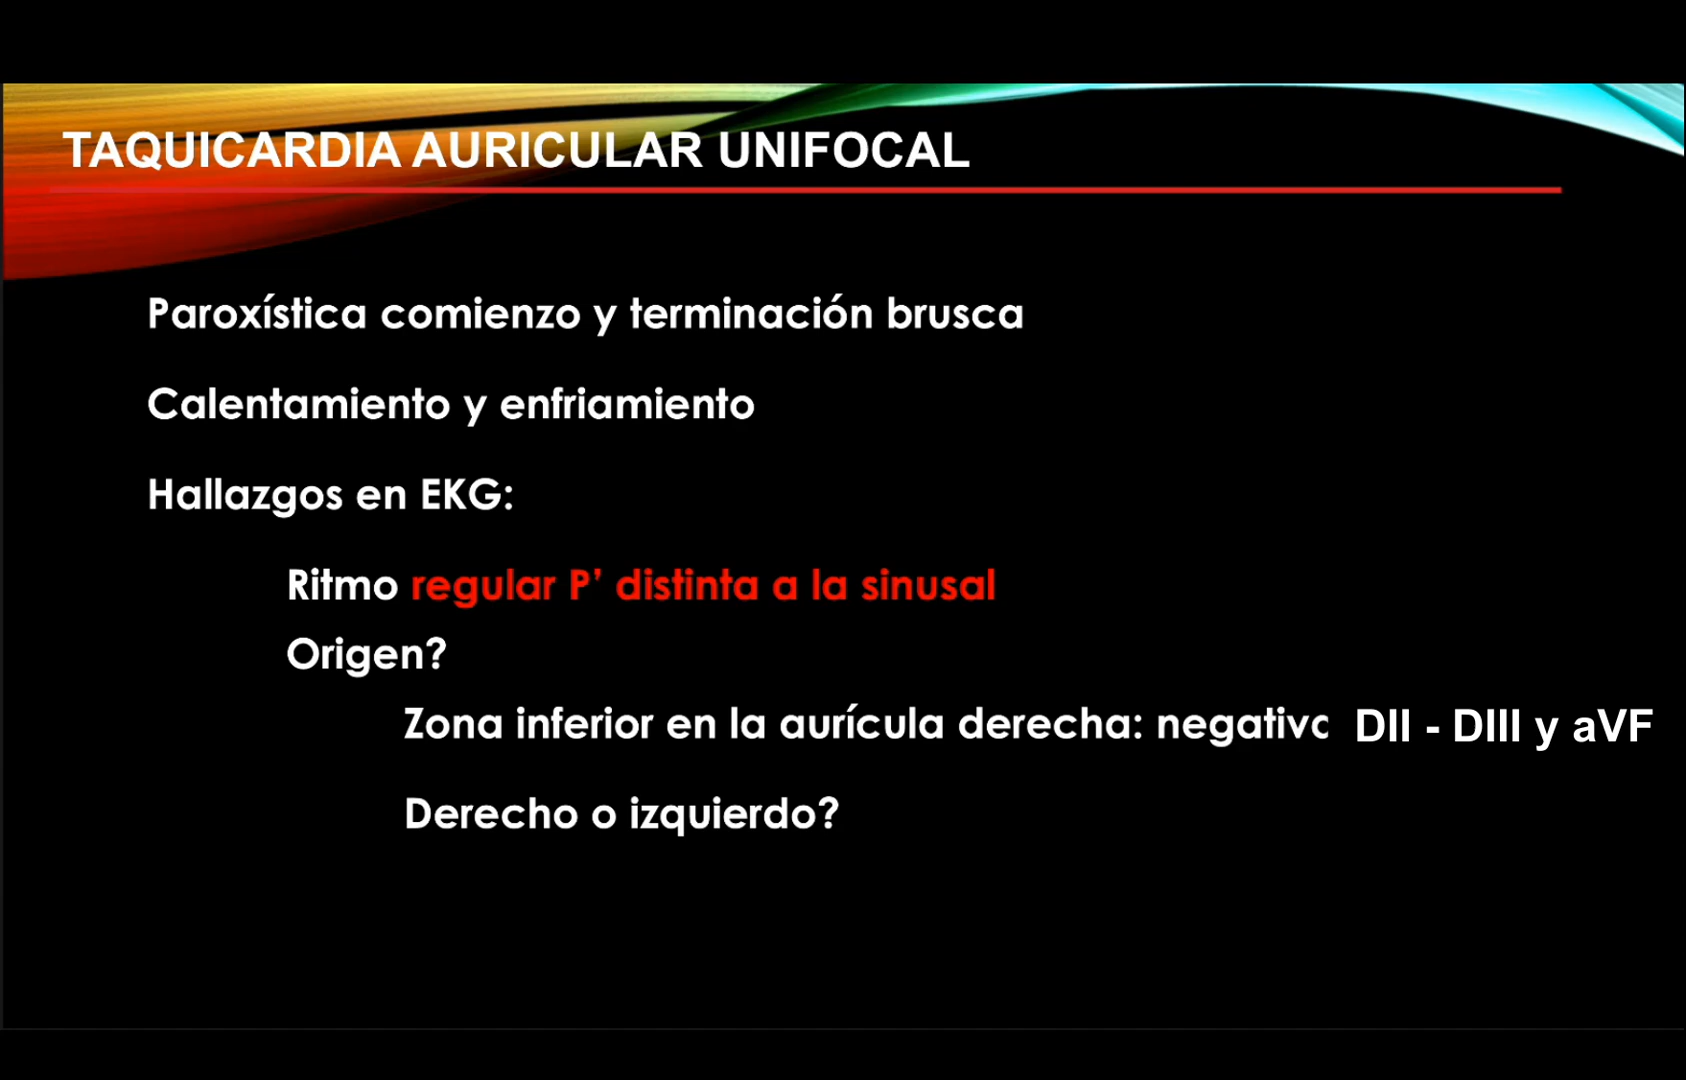 TAQUICARDIA AURICULAR UNIFOCAL
Paroxística comienzo y terminación brusca
Calentamiento y enfriamiento
Hallazgos en EKG:
Ritmo regular P’ distinta a la sinusal
Origen?
Zona inferior en la aurícula derecha: negativo DII - DIII y aVF
Derecho o izquierdo?